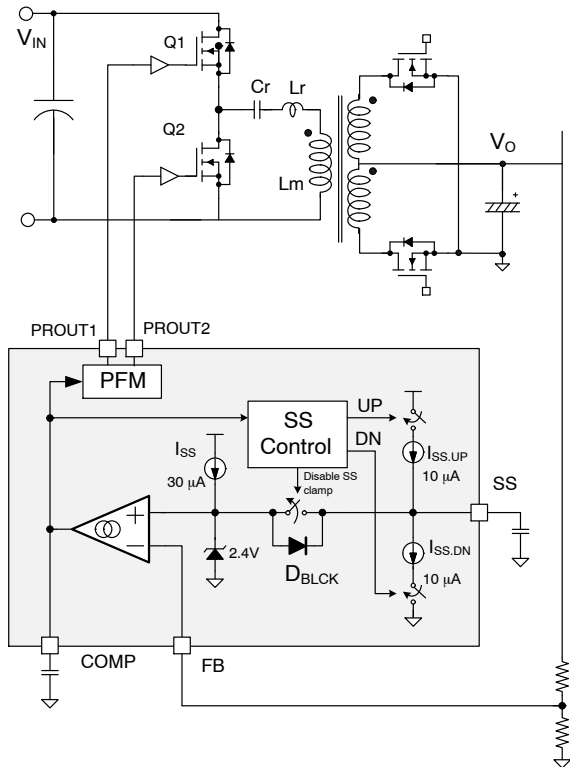 V_IN
Q1
Cr
Lr
Q2
Lm
V_O
+
PROUT1
PROUT2
PFM
SS Control
UP
DN
I_SS
30 μA
Disable SS
clamp
I_SS.UP
10 μA
SS
+
−
2.4V
D_BLCK
I_SS.DN
10 μA
COMP
FB